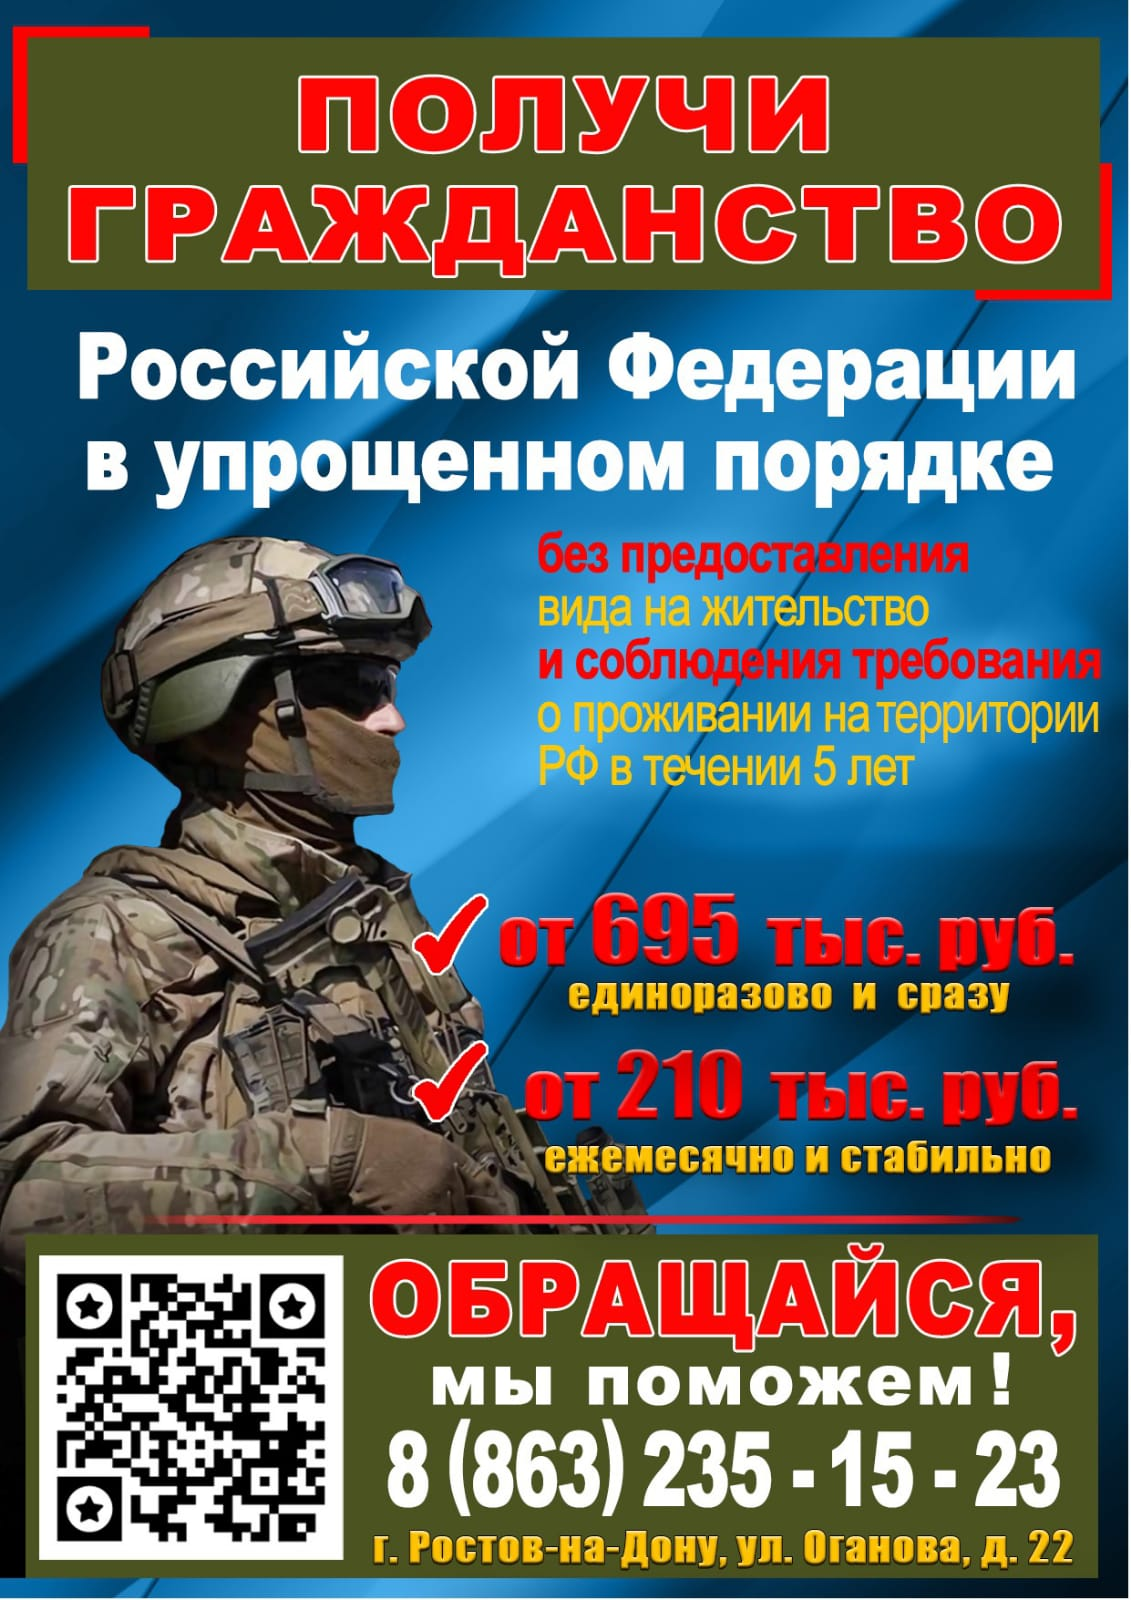 ПОЛУЧИ
ГРАЖДАНСТВО
Российской Федерации
в упрощенном порядке
без предоставления
вида на жительство
и соблюдения требования
о проживании на территории
РФ в течении 5 лет
от 695 тыс. руб.
единоразово и сразу
от 210 тыс. руб.
ежемесячно и стабильно
ОБРАЩАЙСЯ,
мы поможем!
8 (863) 235 - 15 - 23
г. Ростов-на-Дону, ул. Оганова, д. 22